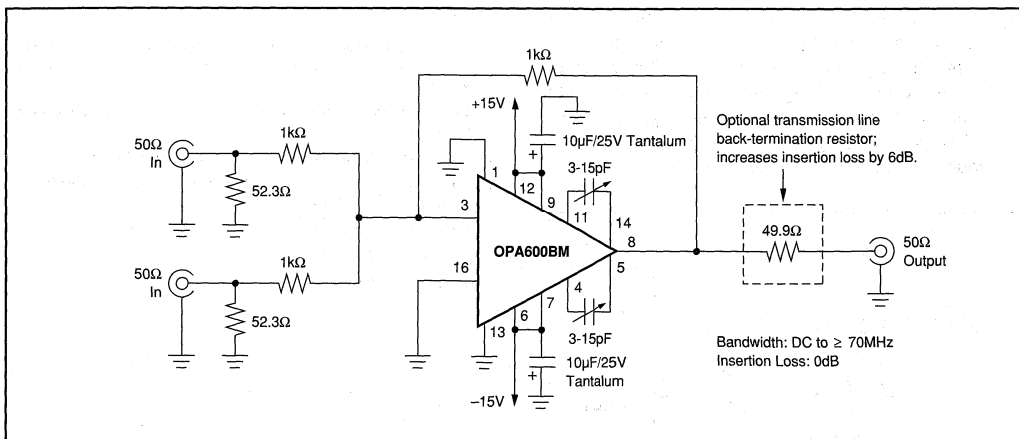 1kΩ
+15V
10µF/25V Tantalum
+
Optional transmission line
back-termination resistor;
increases insertion loss by 6dB.
50Ω
In
1kΩ
52.3Ω
3-15pF
1
12
9
11
14
3
8
OPA600BM
49.9Ω
50Ω
Output
50Ω
In
1kΩ
52.3Ω
16
5
4
7
6
13
3-15pF
10µF/25V
Tantalum
+
–15V
Bandwidth: DC to ≥ 70MHz
Insertion Loss: 0dB